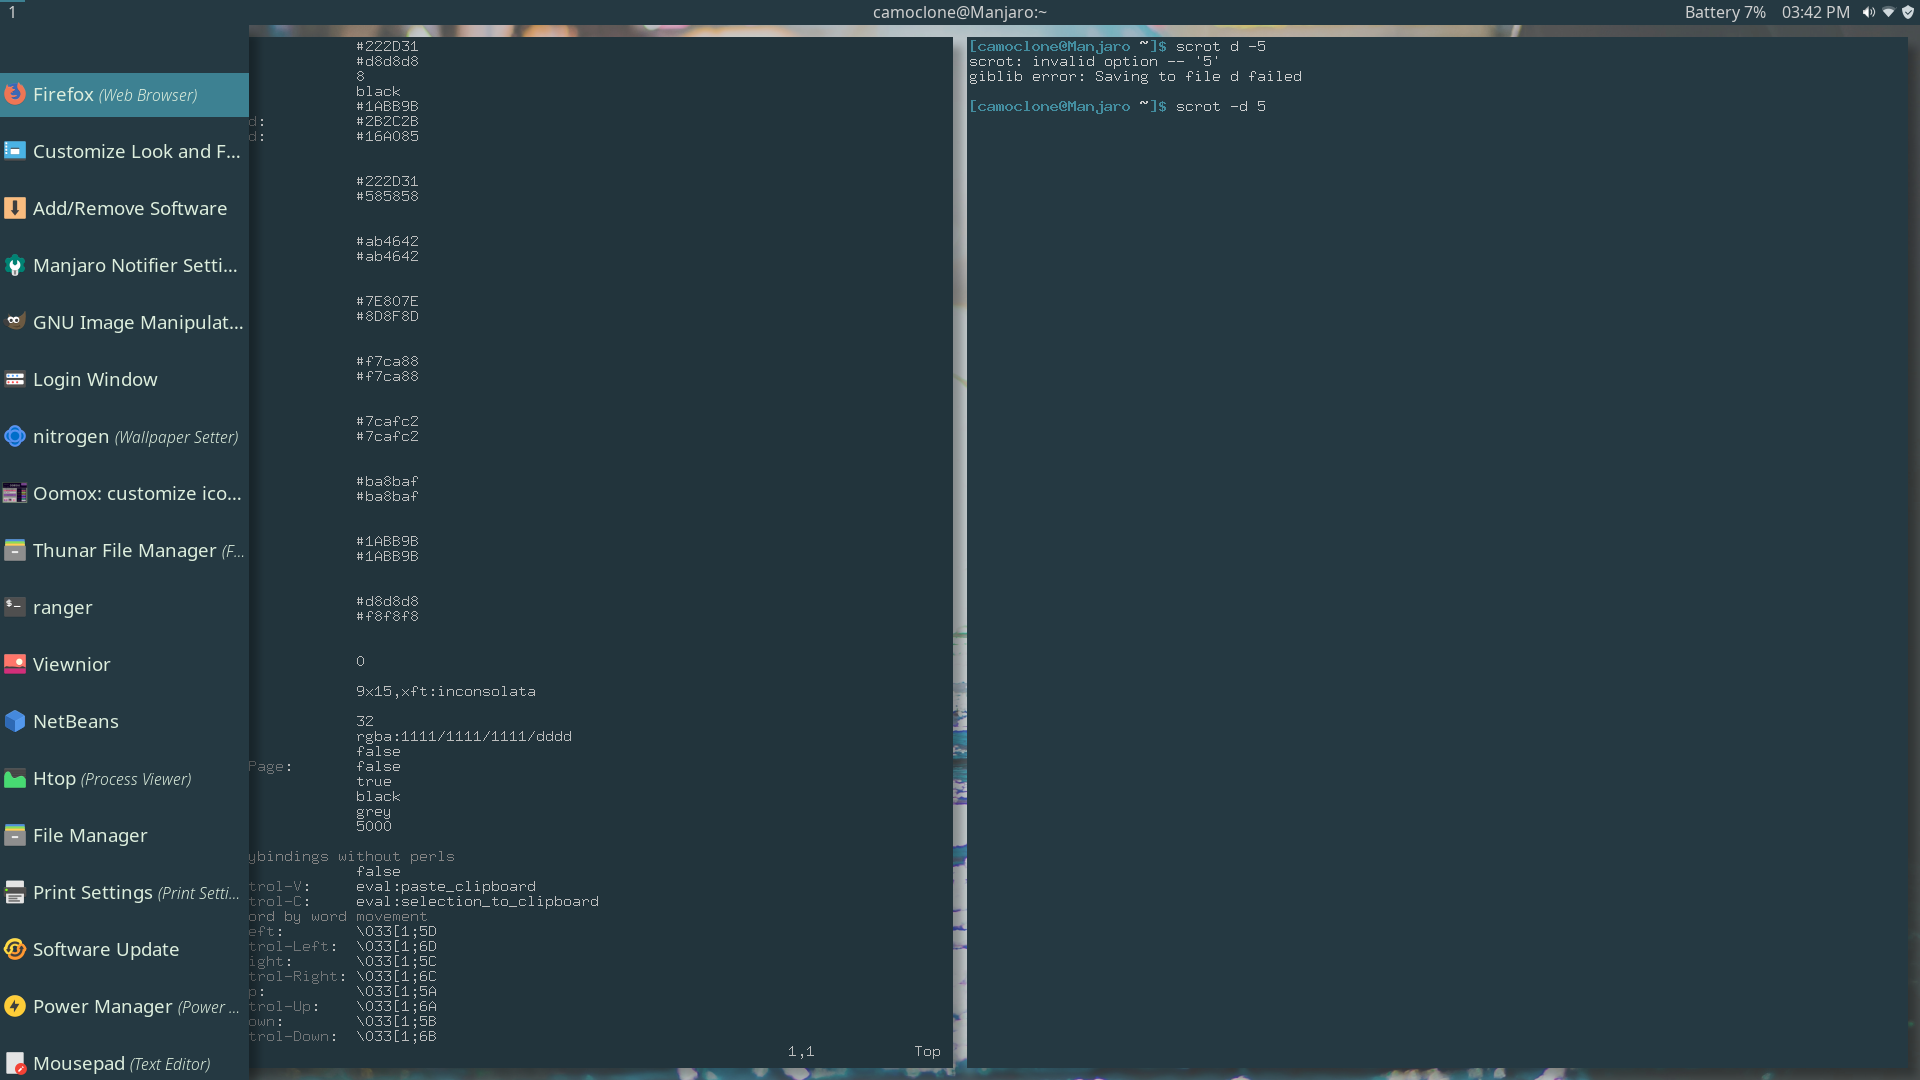 1
camoclone@Manjaro:~
Battery 7% 03:42 PM
Firefox (Web Browser)
Customize Look and F...
Add/Remove Software
Manjaro Notifier Setti...
GNU Image Manipulat...
Login Window
nitrogen (Wallpaper Setter)
Oomox: customize ico...
Thunar File Manager (F...
ranger
Viewnior
NetBeans
Htop (Process Viewer)
File Manager
Print Settings (Print Setti...
Software Update
Power Manager (Power ...
Mousepad (Text Editor)
#222D31
#d8d8d8
8
black
#1ABB9B
d: #2B2C2B
d: #16A085
#222D31
#585858
#ab4642
#ab4642
#7E807E
#8D8F8D
#f7ca88
#f7ca88
#7cafc2
#7cafc2
#ba8baf
#ba8baf
#1ABB9B
#1ABB9B
#d8d8d8
#f8f8f8
0
9x15,xft:inconsolata
32
rgba:1111/1111/1111/dddd
false
Page: false
true
black
grey
5000
ybindings without perls
false
trol-V: eval:paste_clipboard
trol-C: eval:selection_to_clipboard
ord by word movement
eft: \033[1;5D
trol-Left: \033[1;6D
ight: \033[1;5C
trol-Right: \033[1;6C
p: \033[1;5A
trol-Up: \033[1;6A
own: \033[1;5B
trol-Down: \033[1;6B
1,1 Top
[camoclone@Manjaro ~]$ scrot d -5
scrot: invalid option -- '5'
giblib error: Saving to file d failed
[camoclone@Manjaro ~]$ scrot -d 5